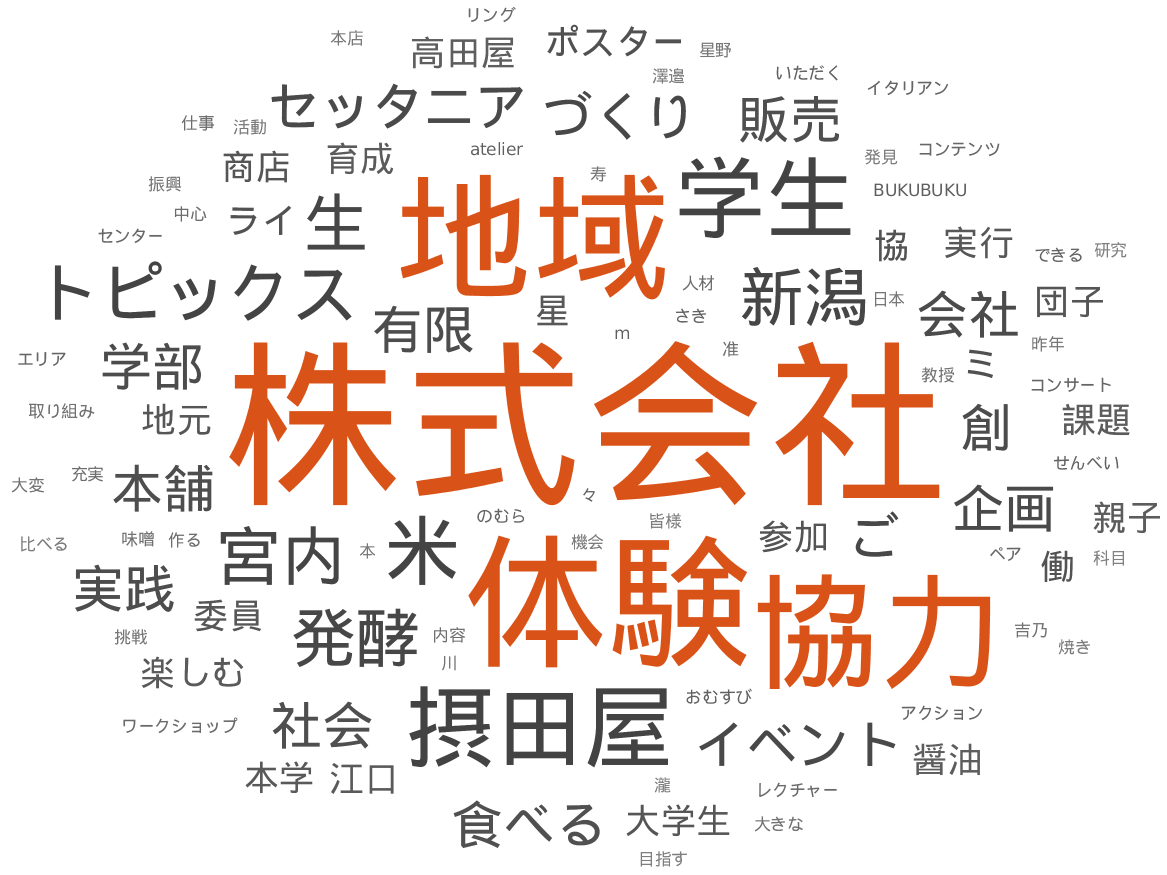 リング
本店
高田屋
ポスター
星野
澤邉
いただく
イタリアン
セッタニア
づくり
販売
仕事
活動
商店
育成
atelier
発見
コンテンツ
振興
寿
学生
BUKUBUKU
中心
ライ
生
地域
センター
協
実行
できる
研究
トピックス
人材
新潟
日本
会社
団子
有限
星
さき
m
准
昨年
エリア
学部
株式会社
教授
ミ
コンサート
取り組み
地元
創
課題
せんべい
大変
充実
本舗
々
企画
親子
のむら
皆様
参加
ご
比べる
味噌
作る
宮内
本
米
機会
ペア
働
科目
実践
体験
協力
委員
発酵
内容
川
挑戦
吉乃
焼き
楽しむ
摂田屋
おむすび
アクション
ワークショップ
社会
イベント
醤油
本学
江口
瀧
レクチャー
食べる
大学生
大きな
目指す